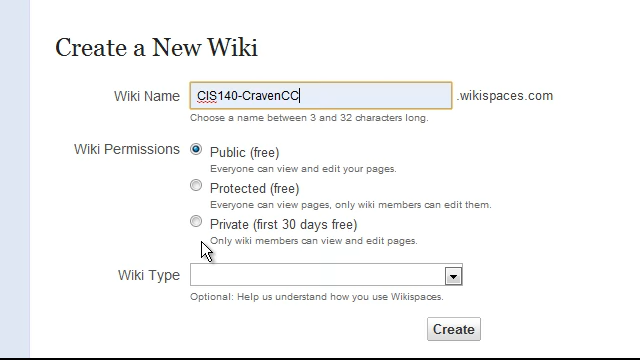 Create a New Wiki
Wiki Name CIS140-CravenCC .wikispaces.com
Choose a name between 3 and 32 characters long.
Wiki Permissions Public (free)
Everyone can view and edit your pages.
Protected (free)
Everyone can view pages, only wiki members can edit them.
Private (first 30 days free)
Only wiki members can view and edit pages.
Wiki Type
Optional: Help us understand how you use Wikispaces.
Create